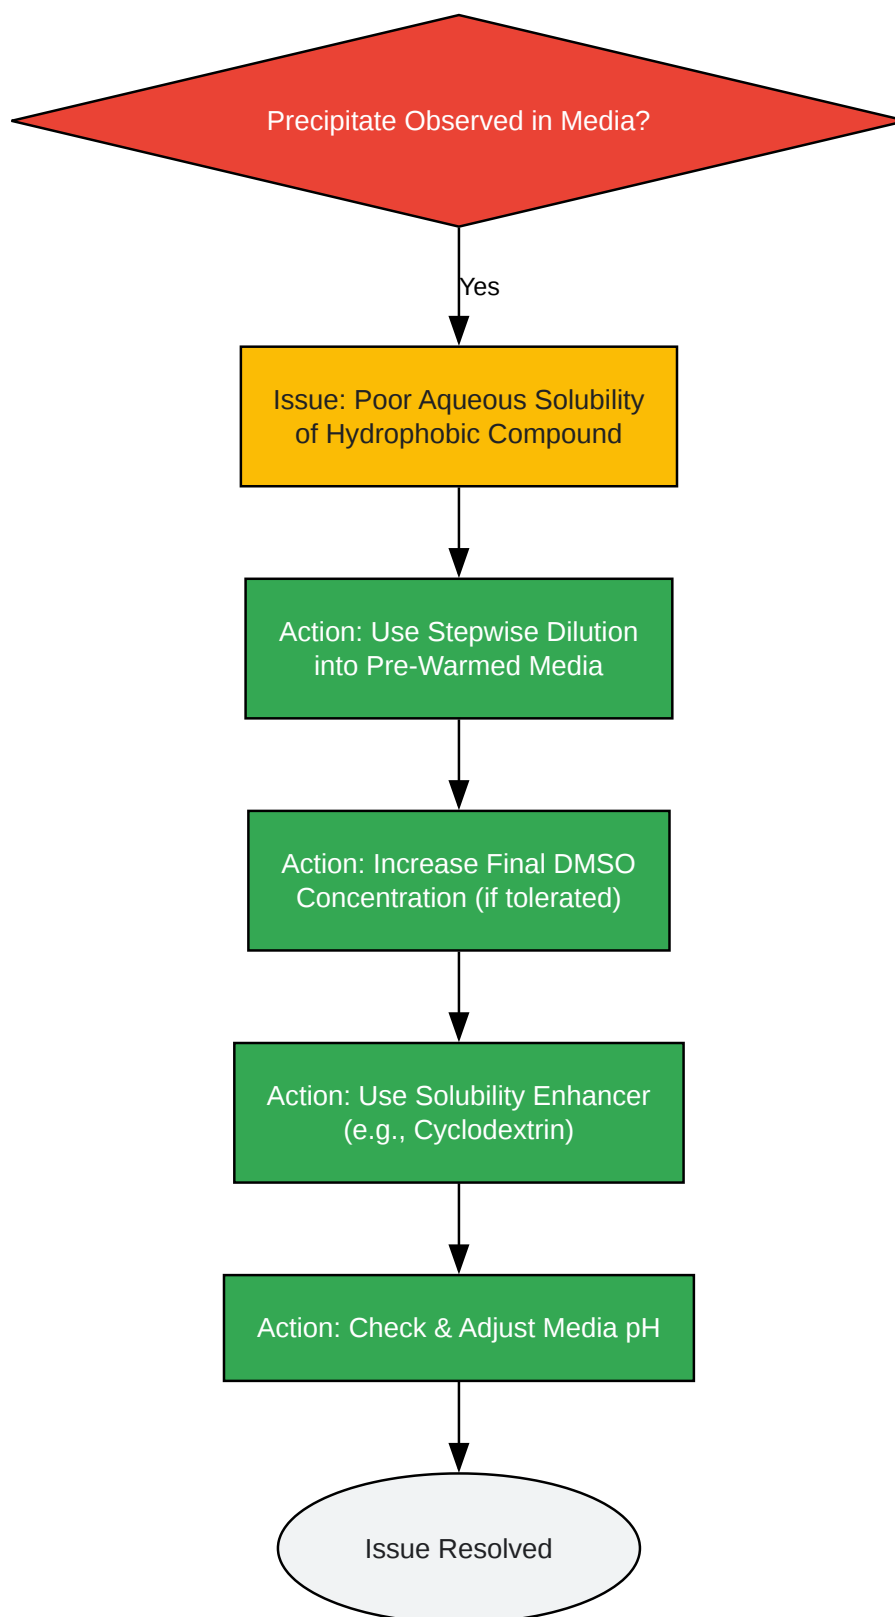 Precipitate Observed in Media?
Yes
Issue: Poor Aqueous Solubility
of Hydrophobic Compound
Action: Use Stepwise Dilution
into Pre-Warmed Media
Action: Increase Final DMSO
Concentration (if tolerated)
Action: Use Solubility Enhancer
(e.g., Cyclodextrin)
Action: Check & Adjust Media pH
Issue Resolved